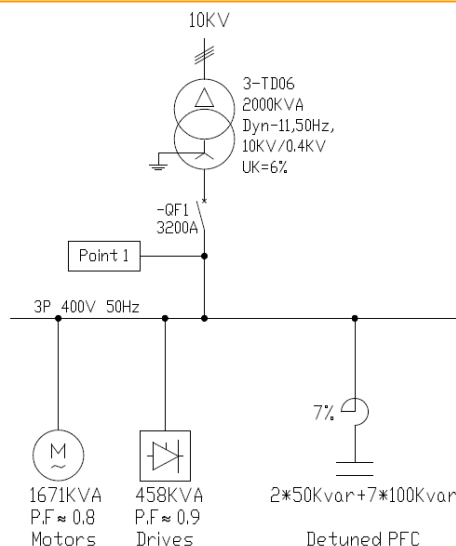 10KV
3-TD06
2000KVA
Dyn-11,50Hz,
10KV/0.4KV
UK=6%
-QF1
3200A
Point 1
3P 400V 50Hz
7%
M
~
1671KVA
P.F≈0.8
Motors
458KVA
P.F≈0.9
Drives
2*50Kvar+7*100Kvar
Detuned PFC